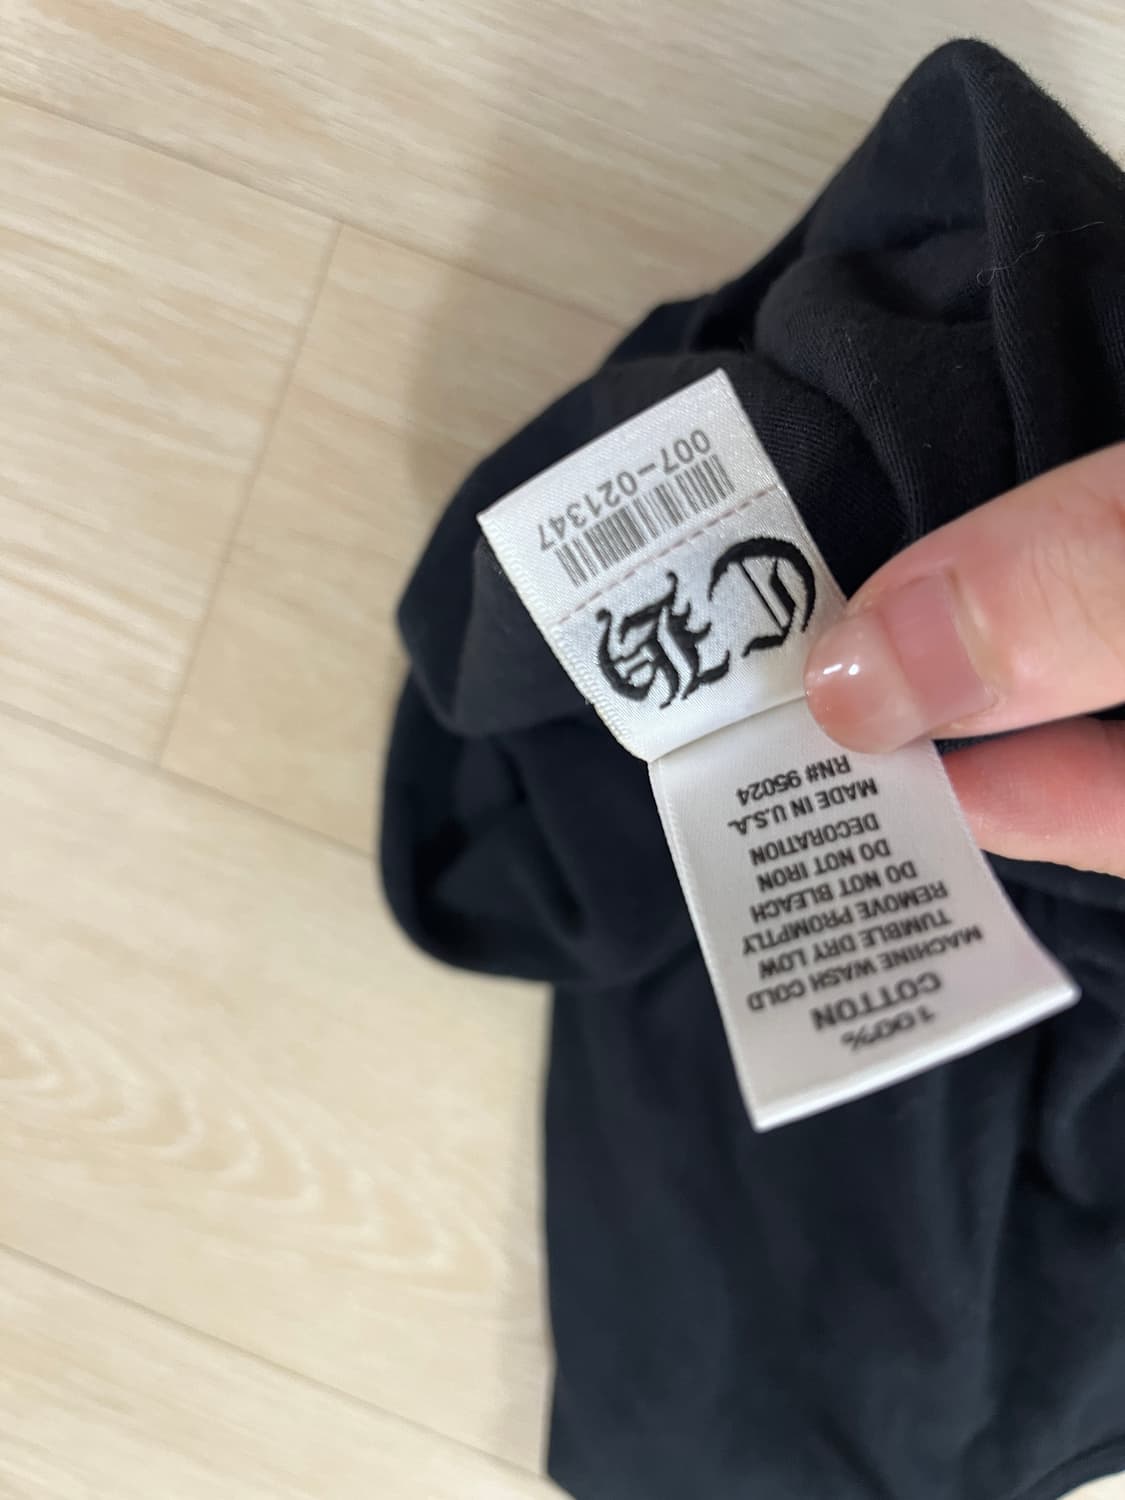 100%
COTTON
MACHINE WASH COLD
TUMBLE DRY LOW
REMOVE PROMPTLY
DO NOT BLEACH
DO NOT IRON
DECORATION
MADE IN U.S.A.
RN# 95024
007-021347